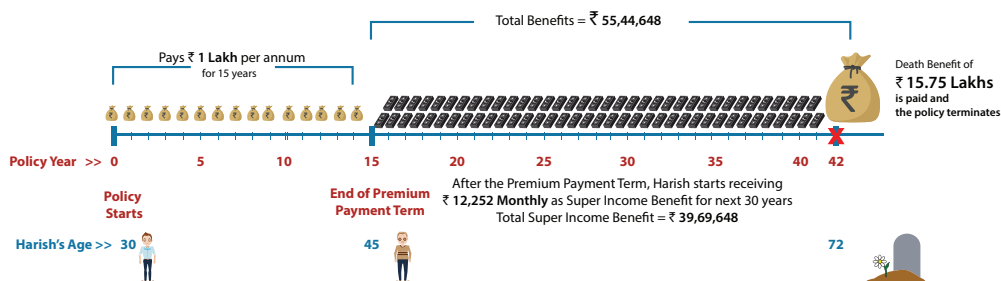 Total Benefits = ₹ 55,44,648
Pays ₹ 1 Lakh per annum
for 15 years
Death Benefit of
₹ 15.75 Lakhs
is paid and
the policy terminates
Policy Year >> 0 5 10 15 20 25 30 35 40 42
Policy
Starts
End of Premium
Payment Term
After the Premium Payment Term, Harish starts receiving
₹ 12,252 Monthly as Super Income Benefit for next 30 years
Total Super Income Benefit = ₹ 39,69,648
Harish's Age >> 30 45 72